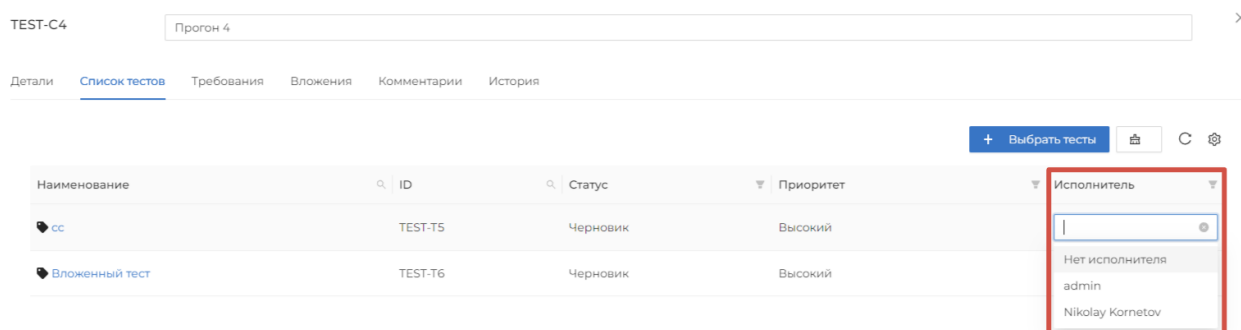 TEST-C4 Прогон 4
Детали Список тестов Требования Вложения Комментарии История
+ Выбрать тесты
Наименование ID Статус Приоритет Исполнитель
сс TEST-T5 Черновик Высокий
Нет исполнителя
Вложенный тест TEST-T6 Черновик Высокий
admin
Nikolay Kornetov